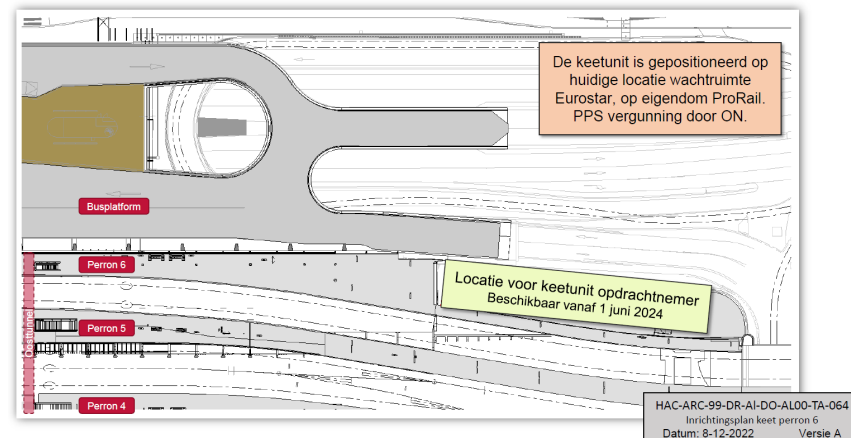 De keetunit is gepositioneerd op
huidige locatie wachtruimte
Eurostar, op eigendom ProRail.
PPS vergunning door ON.
Busplatform
Perron 6
Locatie voor keetunit opdrachtnemer
Beschikbaar vanaf 1 juni 2024
Perron 5
Oosttunnel
Perron 4
HAC-ARC-99-DR-AI-DO-AL00-TA-064
Inrichtingsplan keet perron 6
Datum: 8-12-2022 Versie A